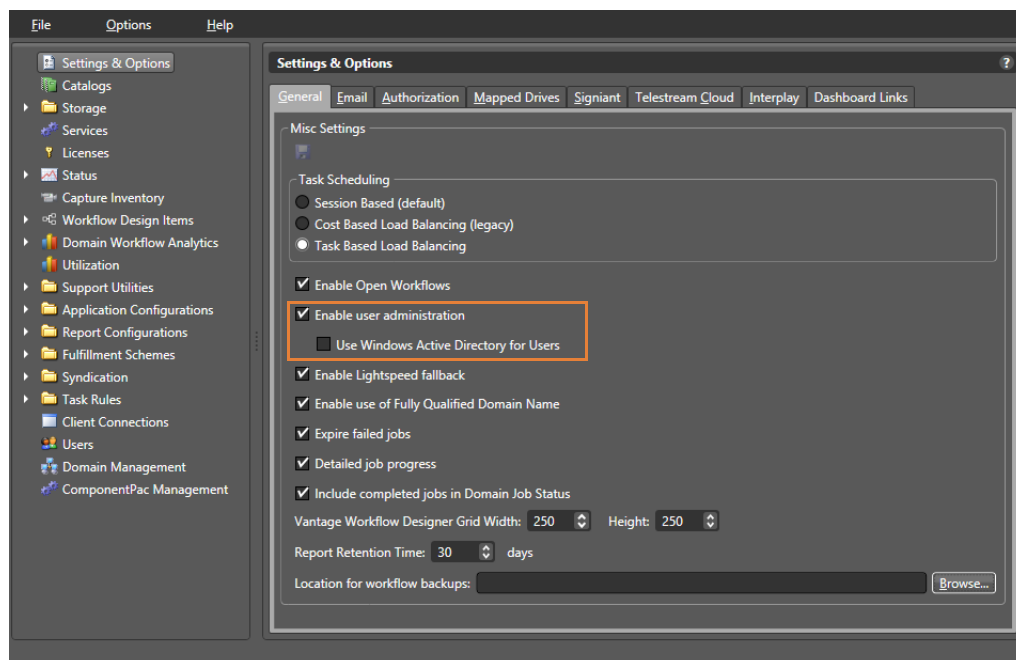 File Options Help
Settings & Options
Catalogs
Storage
Services
Licenses
Status
Capture Inventory
Workflow Design Items
Domain Workflow Analytics
Utilization
Support Utilities
Application Configurations
Report Configurations
Fulfillment Schemes
Syndication
Task Rules
Client Connections
Users
Domain Management
ComponentPac Management
Settings & Options ?
General Email Authorization Mapped Drives Signiant Telestream Cloud Interplay Dashboard Links
Misc Settings
Task Scheduling
Session Based (default)
Cost Based Load Balancing (legacy)
Task Based Load Balancing
Enable Open Workflows
Enable user administration
Use Windows Active Directory for Users
Enable Lightspeed fallback
Enable use of Fully Qualified Domain Name
Expire failed jobs
Detailed job progress
Include completed jobs in Domain Job Status
Vantage Workflow Designer Grid Width: 250 Height: 250
Report Retention Time: 30 days
Location for workflow backups: Browse...